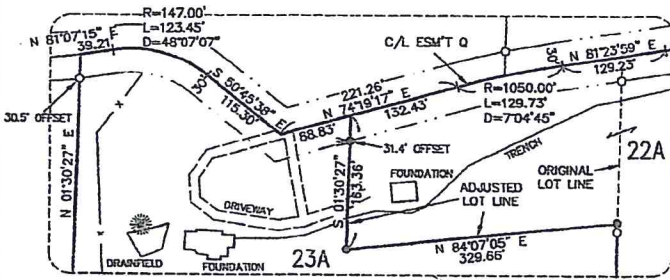 R=147.00'
L=123.45'
D=48°07'07"
N 81°07'15" E
39.21'
C/L ESM'T Q
30'
N 81°23'59" E
129.23'
S 50°45'38" E
115.30'
30'
221.26'
N 74°19'17" E
68.83'
132.43'
R=1050.00'
L=129.73'
D=7°04'45"
30.5' OFFSET
31.4' OFFSET
N 01°30'27" E
S 01°30'27" E
163.36'
TRENCH
22A
ORIGINAL
LOT LINE
FOUNDATION
ADJUSTED
LOT LINE
DRIVEWAY
N 84°07'05" E
329.66'
DRAINFIELD
FOUNDATION
23A